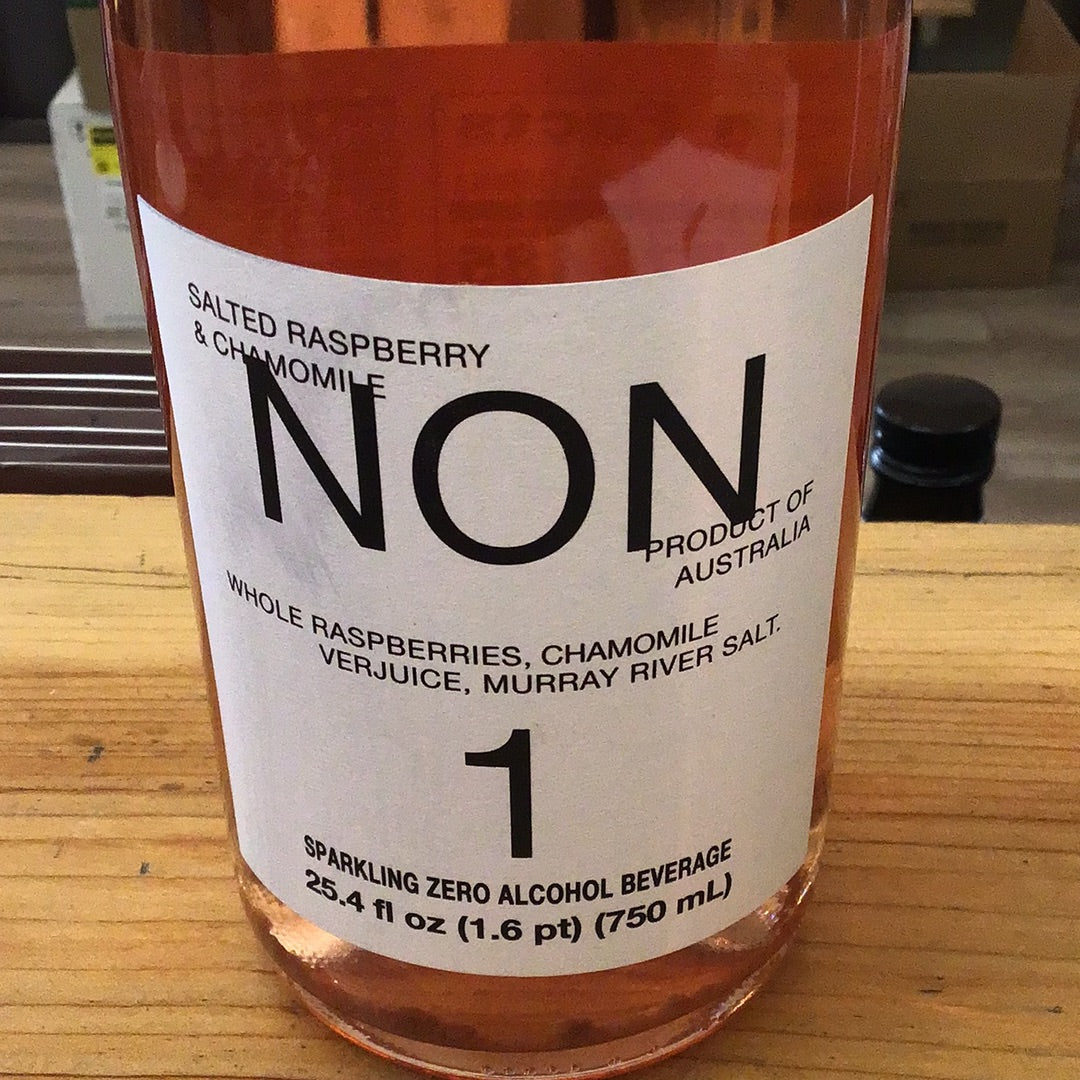 SALTED RASPBERRY
& CHAMOMILE
NON
PRODUCT OF
AUSTRALIA
WHOLE RASPBERRIES, CHAMOMILE
VERJUICE, MURRAY RIVER SALT.
1
SPARKLING ZERO ALCOHOL BEVERAGE
25.4 fl oz (1.6 pt) (750 mL)